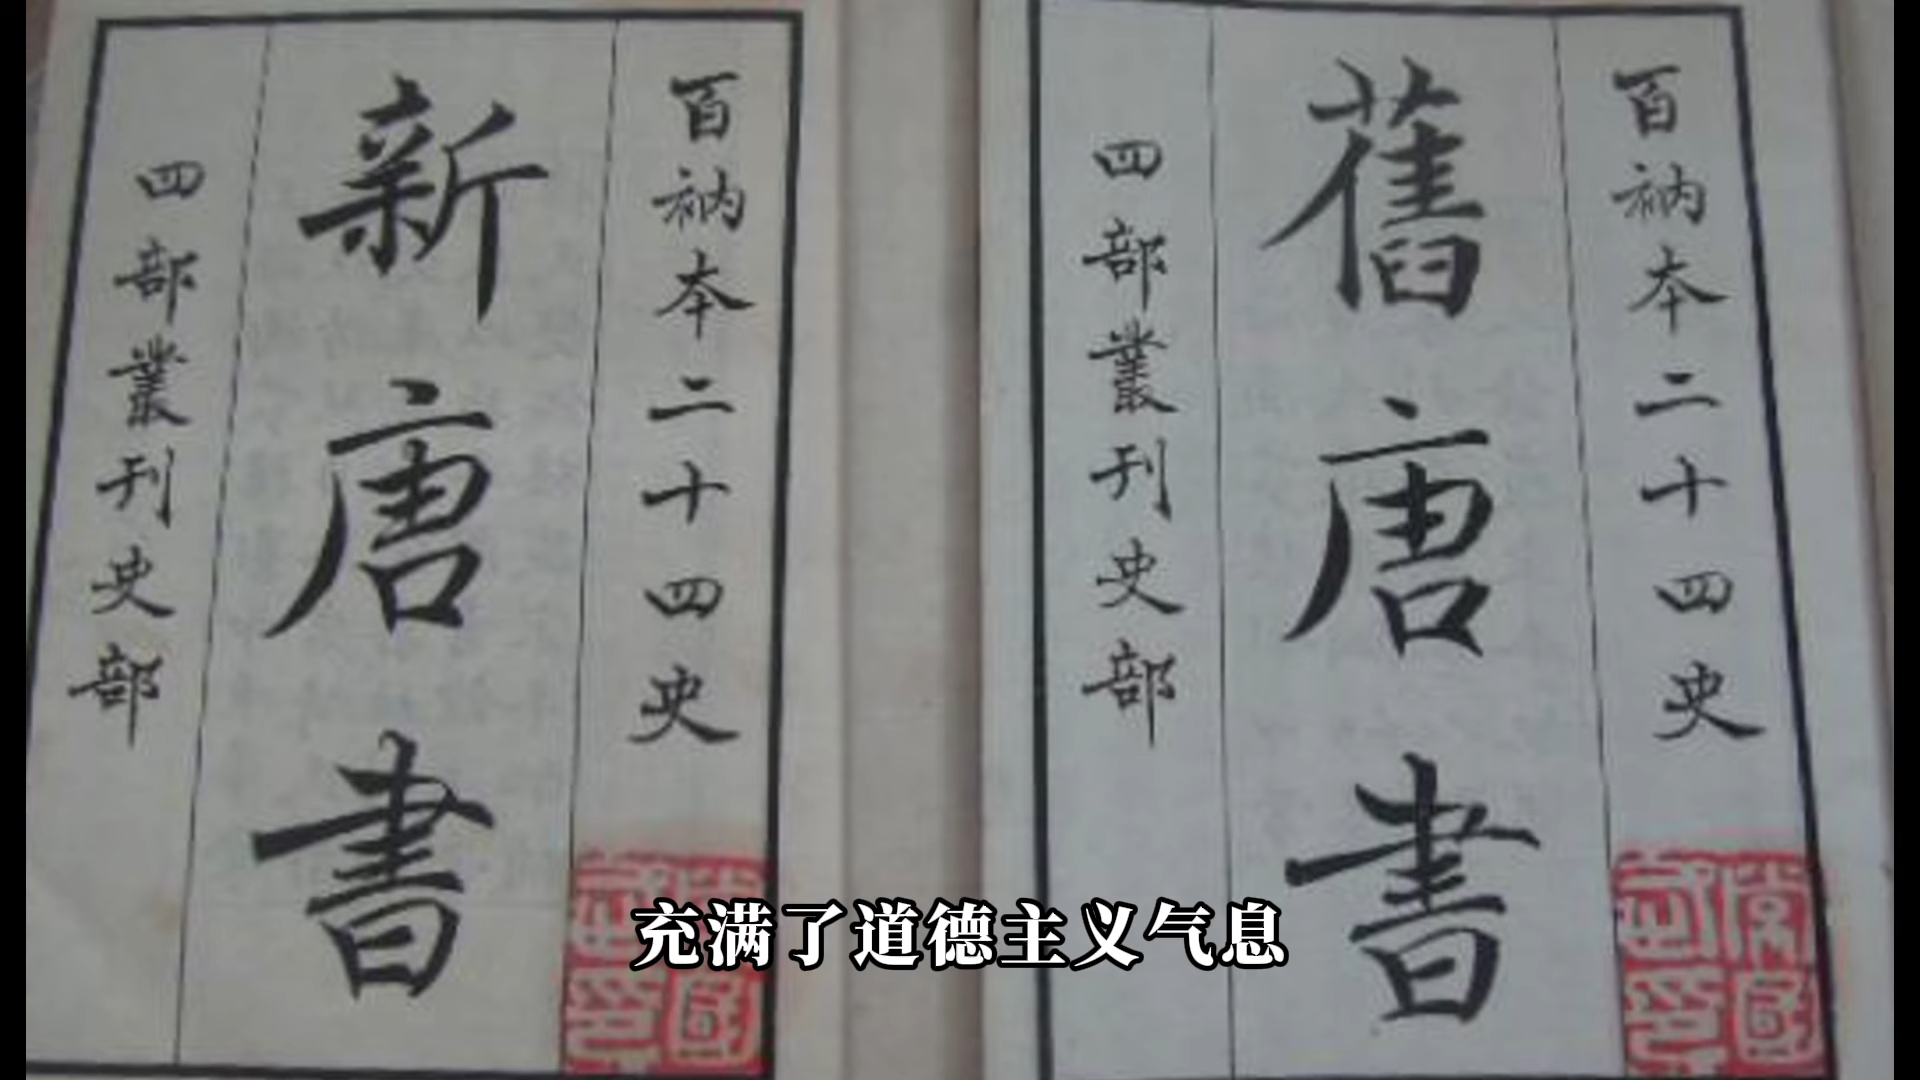 百衲本二十四史
舊唐書
四部叢刊史部
百衲本二十四史
新唐書
四部叢刊史部
充满了道德主义气息